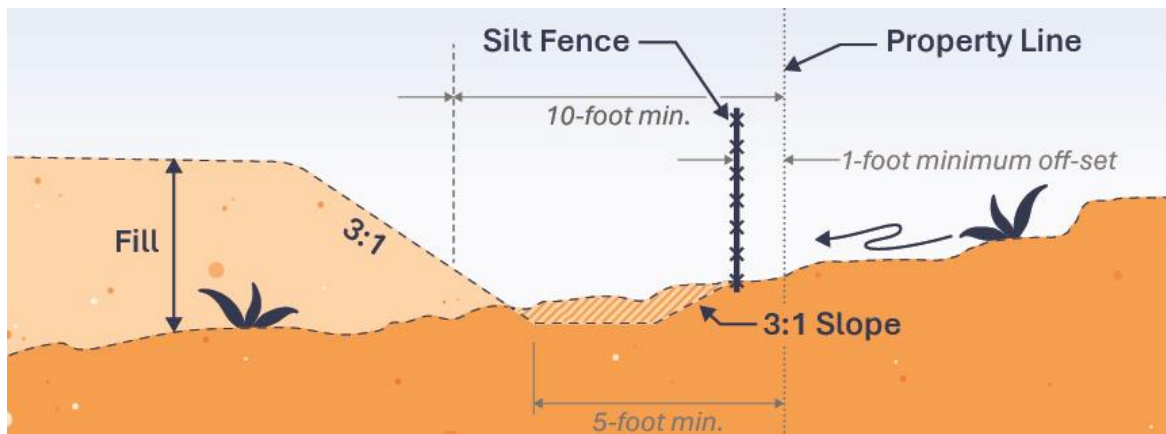 Silt Fence
Property Line
10-foot min.
1-foot minimum off-set
3:1
Fill
3:1 Slope
5-foot min.